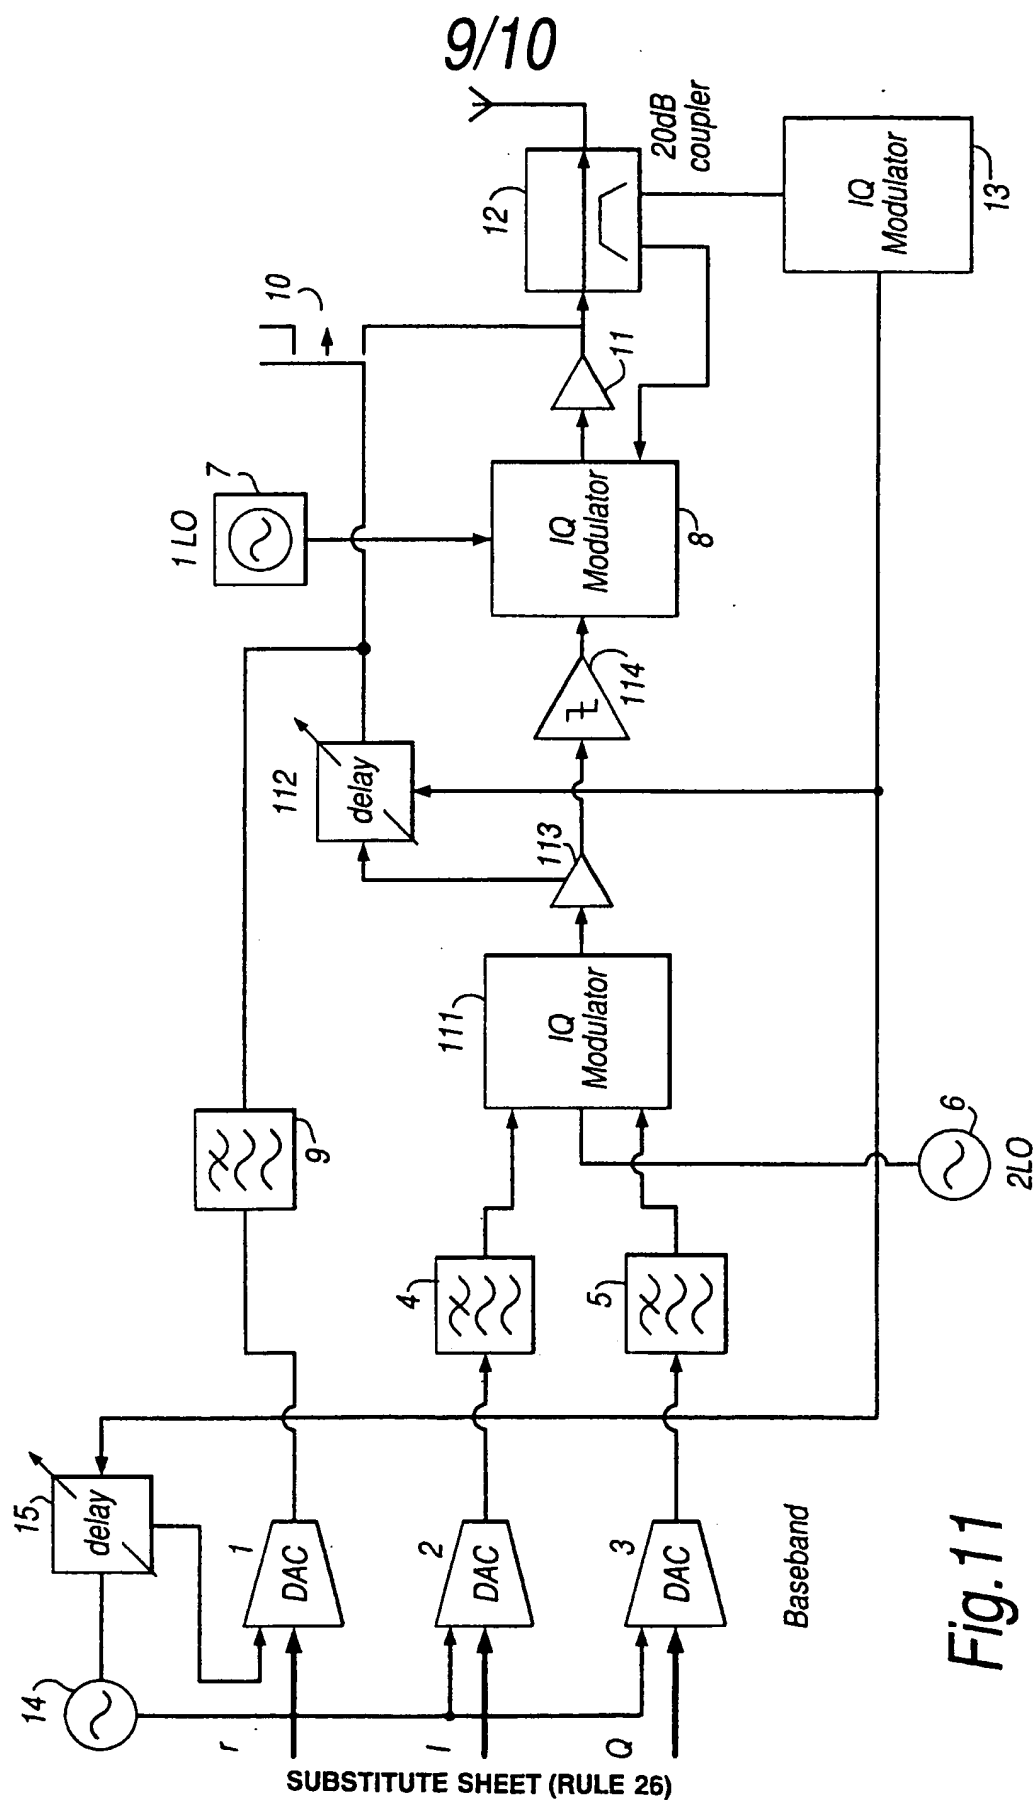 9/10
14
15
delay
r
1
DAC
I
2
DAC
Q
3
DAC
Baseband
9
4
5
2LO
6
111
IQ
Modulator
113
112
delay
114
1 LO
7
IQ
Modulator
8
10
11
12
20dB
coupler
IQ
Modulator
13
Fig.11
SUBSTITUTE SHEET (RULE 26)